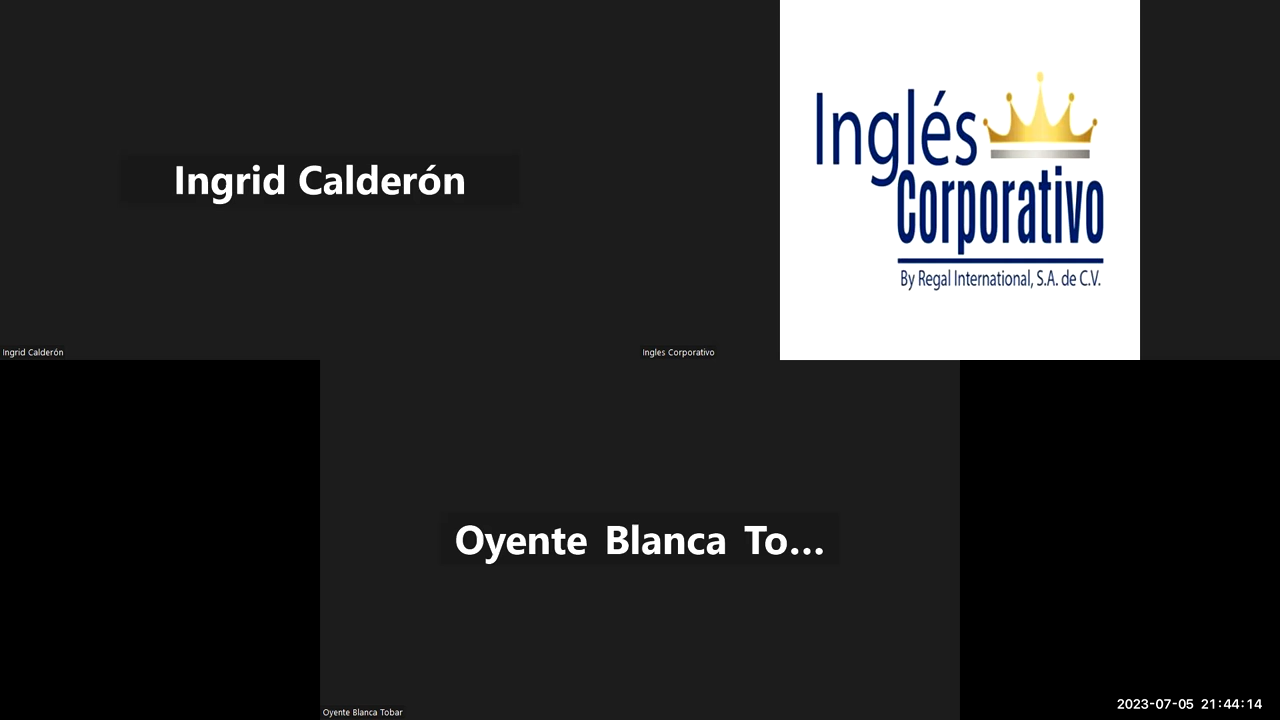 Ingrid Calderón
Inglés
Corporativo
By Regal International, S.A. de C.V.
Ingrid Calderón
Ingles Corporativo
Oyente Blanca To...
Oyente Blanca Tobar
2023-07-05 21:44:14